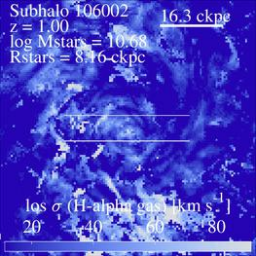 Subhalo 106002
16.3 ckpc
z = 1.00
log Mstars = 10.68
Rstars = 8.16 ckpc
los σ (H-alpha gas) [km s⁻¹]
20 40 60 80